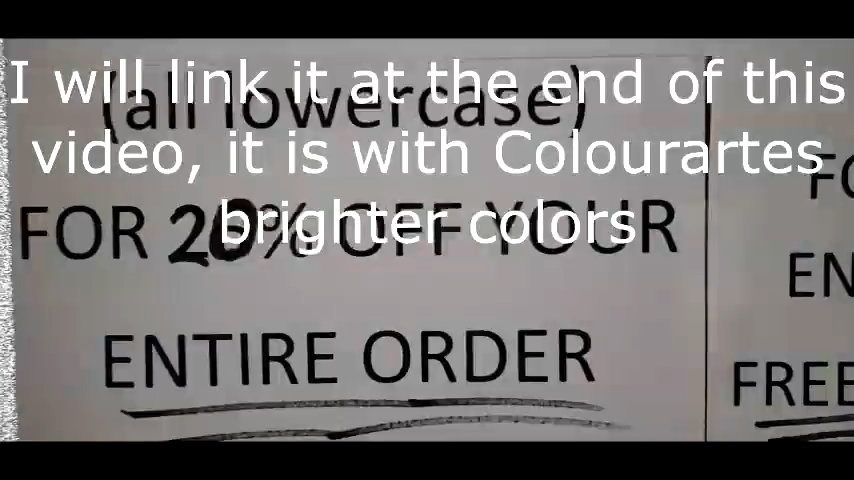 I will link it at the end of this
video, it is with Colourartes
brighter colors
(all lowercase)
FOR 20% OFF YOUR
ENTIRE ORDER
FO
EN
FREE